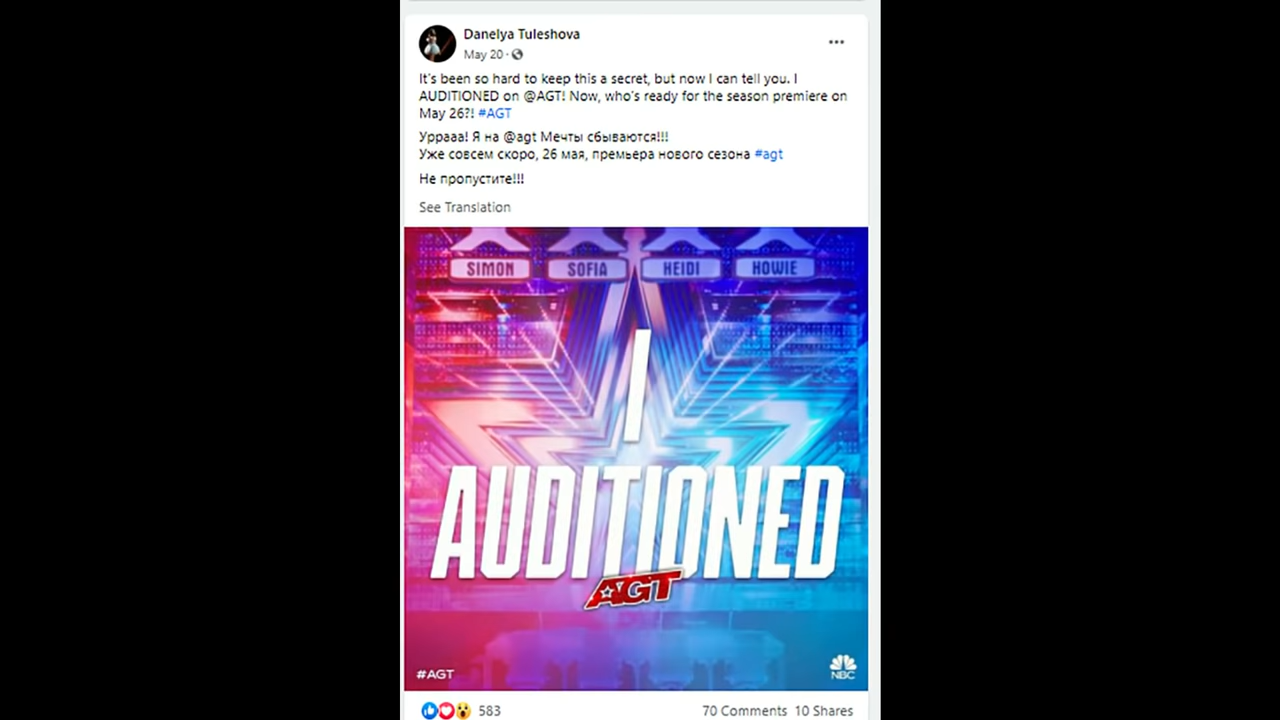 Danelya Tuleshova
May 20 ·
It's been so hard to keep this a secret, but now I can tell you. I
AUDITIONED on @AGT! Now, who's ready for the season premiere on
May 26?! #AGT
Уррааа! Я на @agt Мечты сбываются!!!
Уже совсем скоро, 26 мая, премьера нового сезона #agt
Не пропустите!!!
See Translation
SIMON SOFIA HEIDI HOWIE
I
AUDITIONED
AGT
#AGT NBC
583 70 Comments 10 Shares